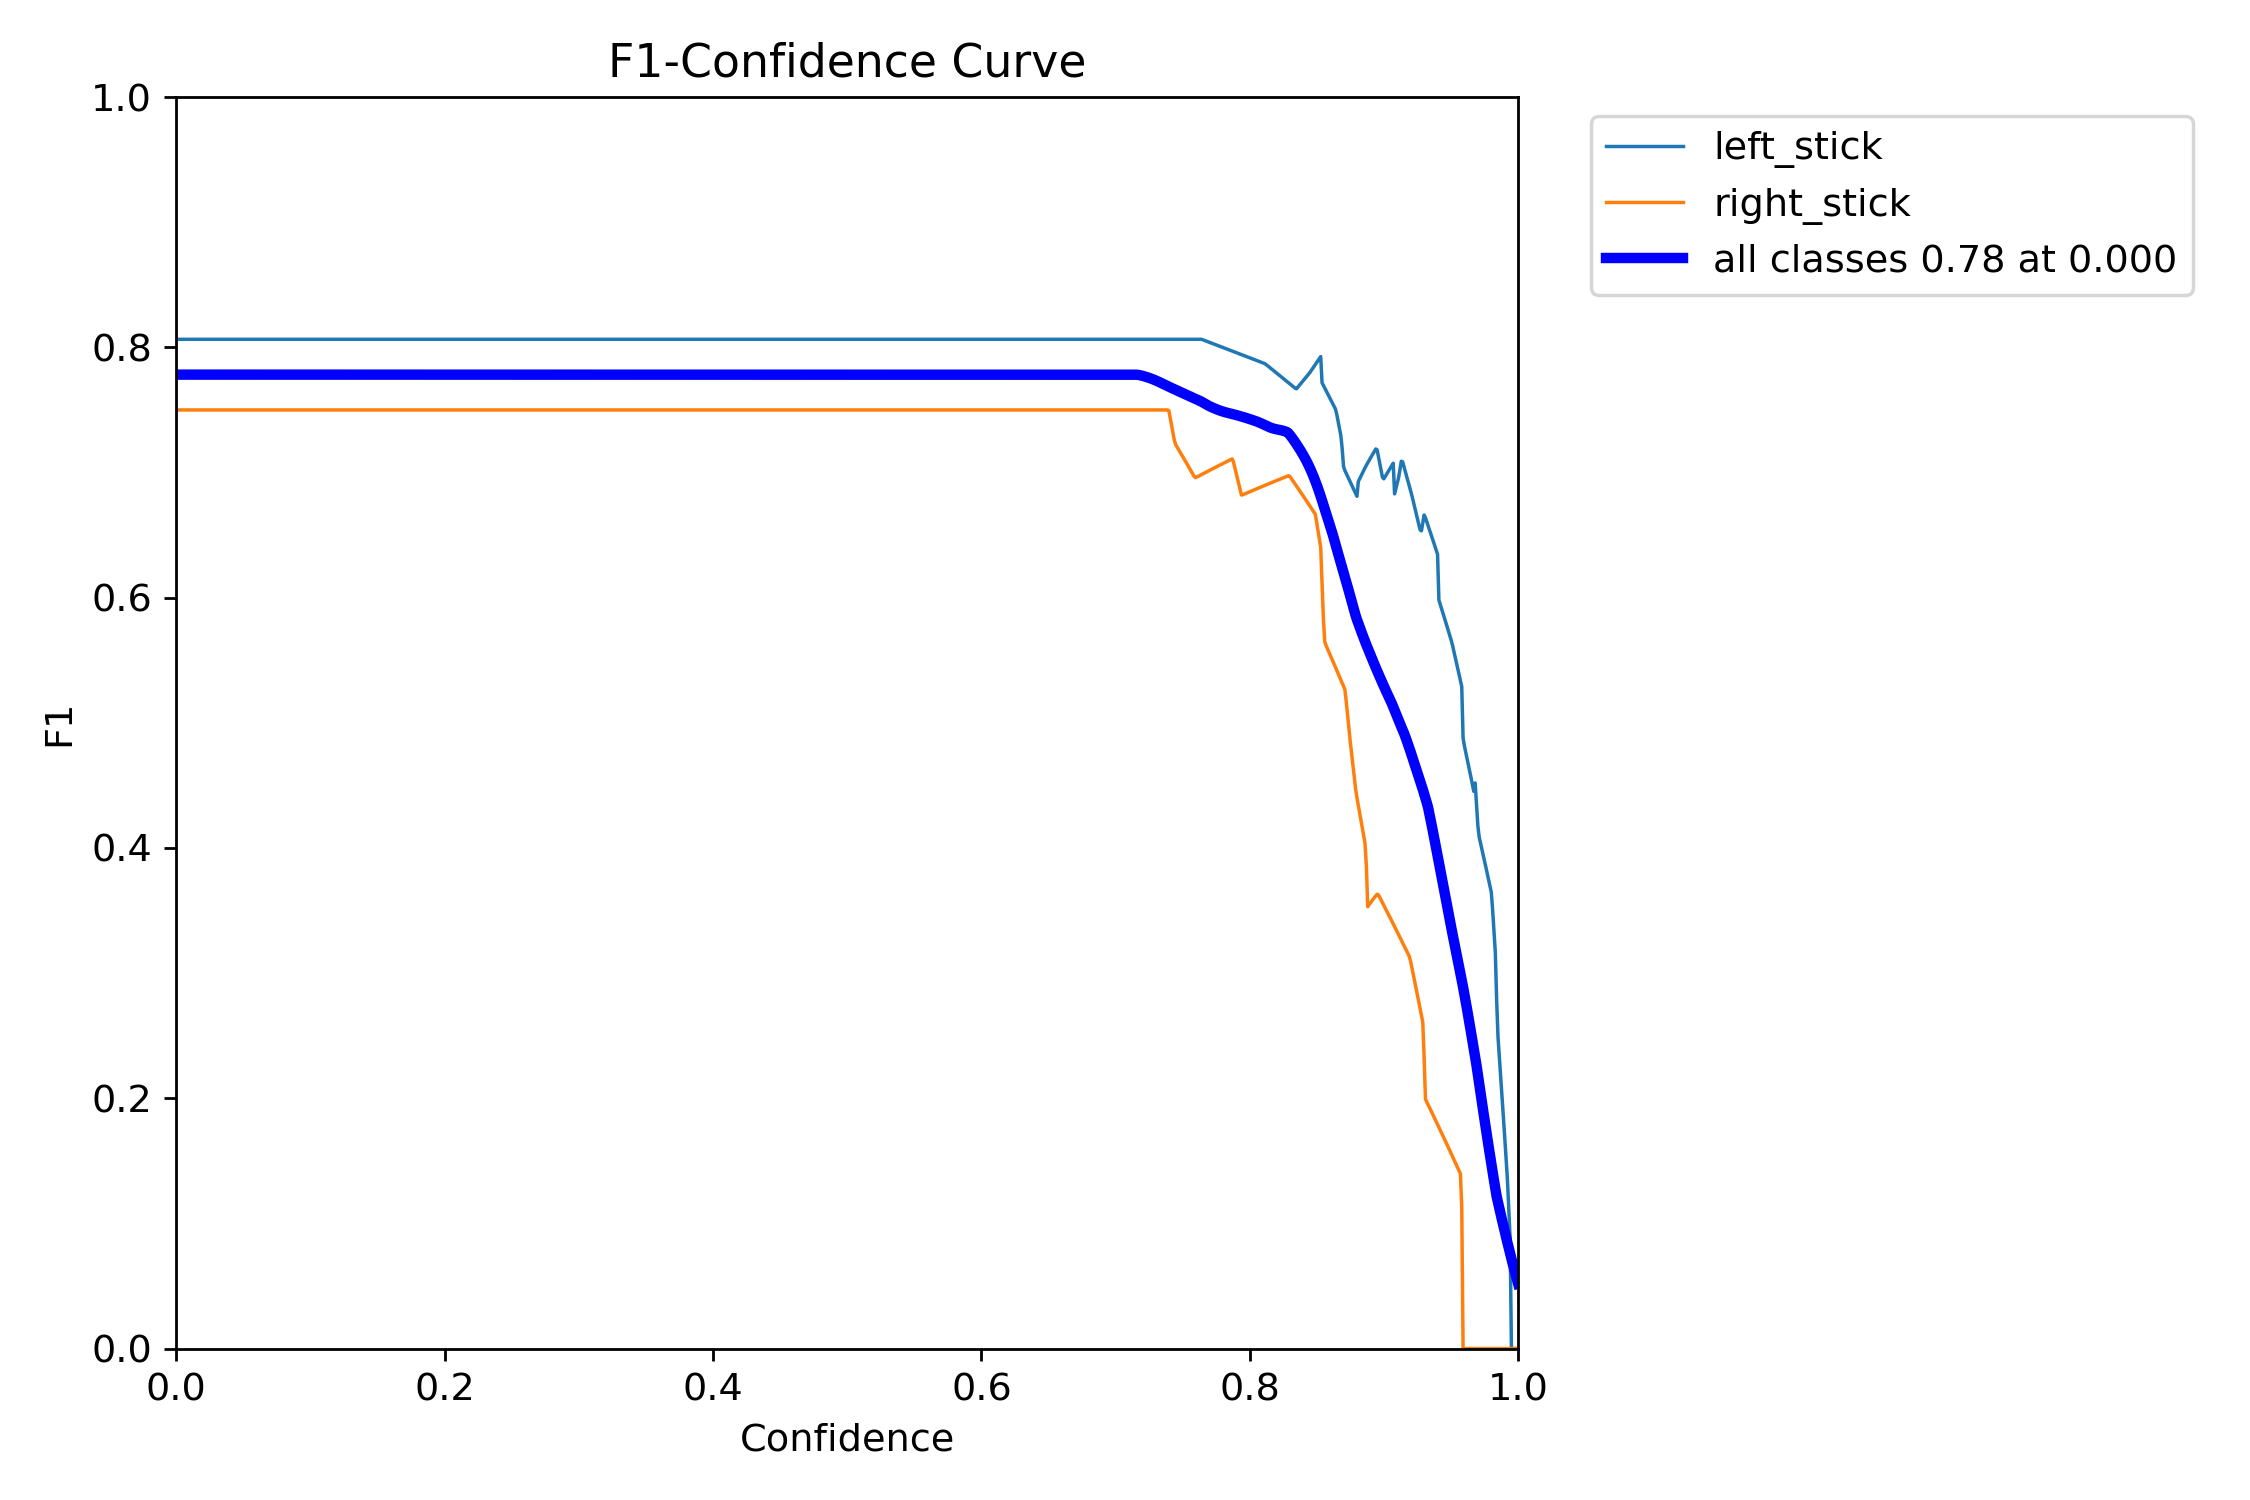 F1-Confidence Curve
1.0
0.8
0.6
0.4
0.2
0.0
F1
0.0 0.2 0.4 0.6 0.8 1.0
Confidence
left_stick
right_stick
all classes 0.78 at 0.000